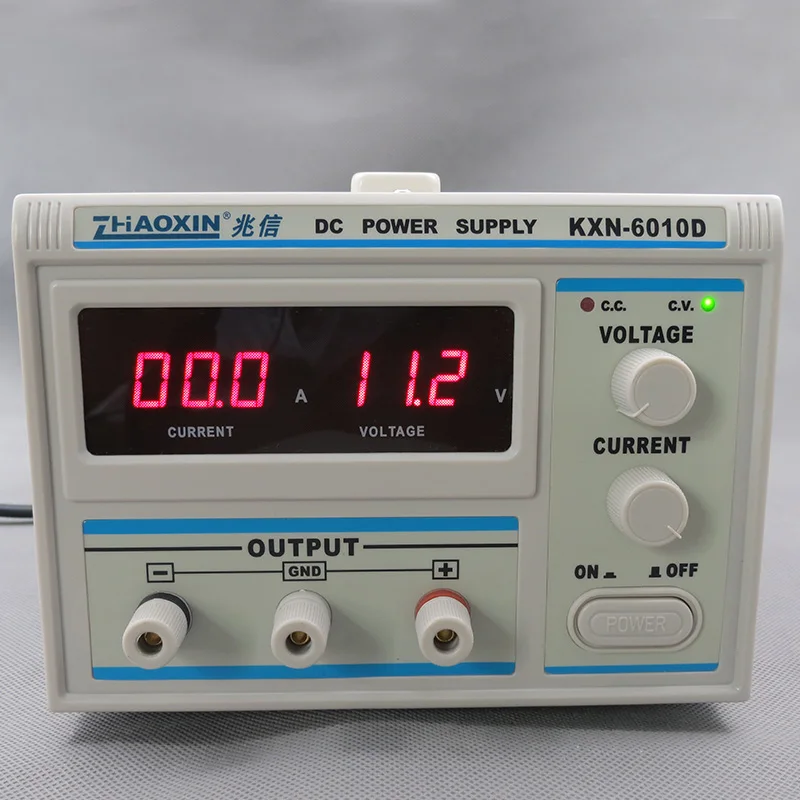 ZHAOXIN® 兆信 DC POWER SUPPLY KXN-6010D
C.C. C.V.
VOLTAGE
00.0 A 11.2 V
CURRENT VOLTAGE
CURRENT
OUTPUT
- GND +
ON OFF
POWER